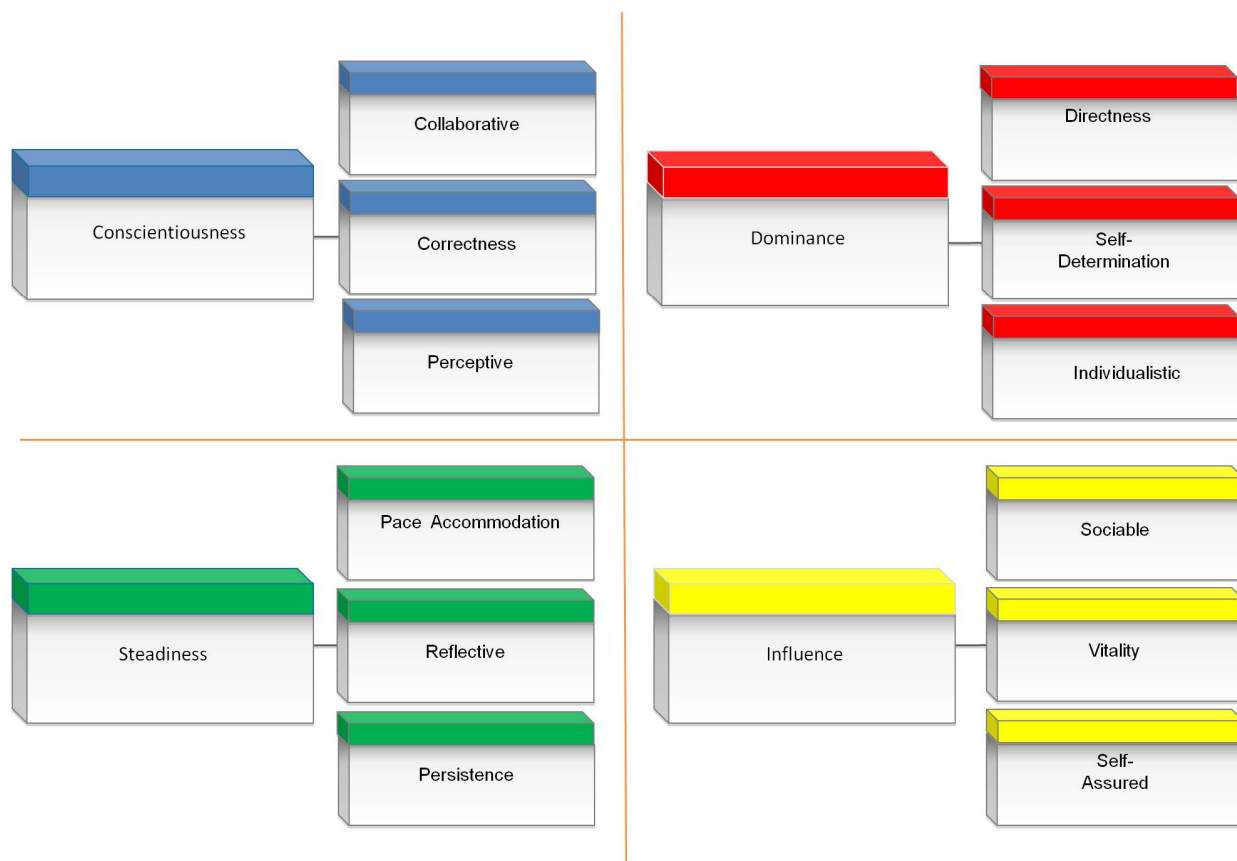 Collaborative
Conscientiousness
Correctness
Perceptive
Directness
Dominance
Self-
Determination
Individualistic
Pace Accommodation
Steadiness
Reflective
Persistence
Sociable
Influence
Vitality
Self-
Assured